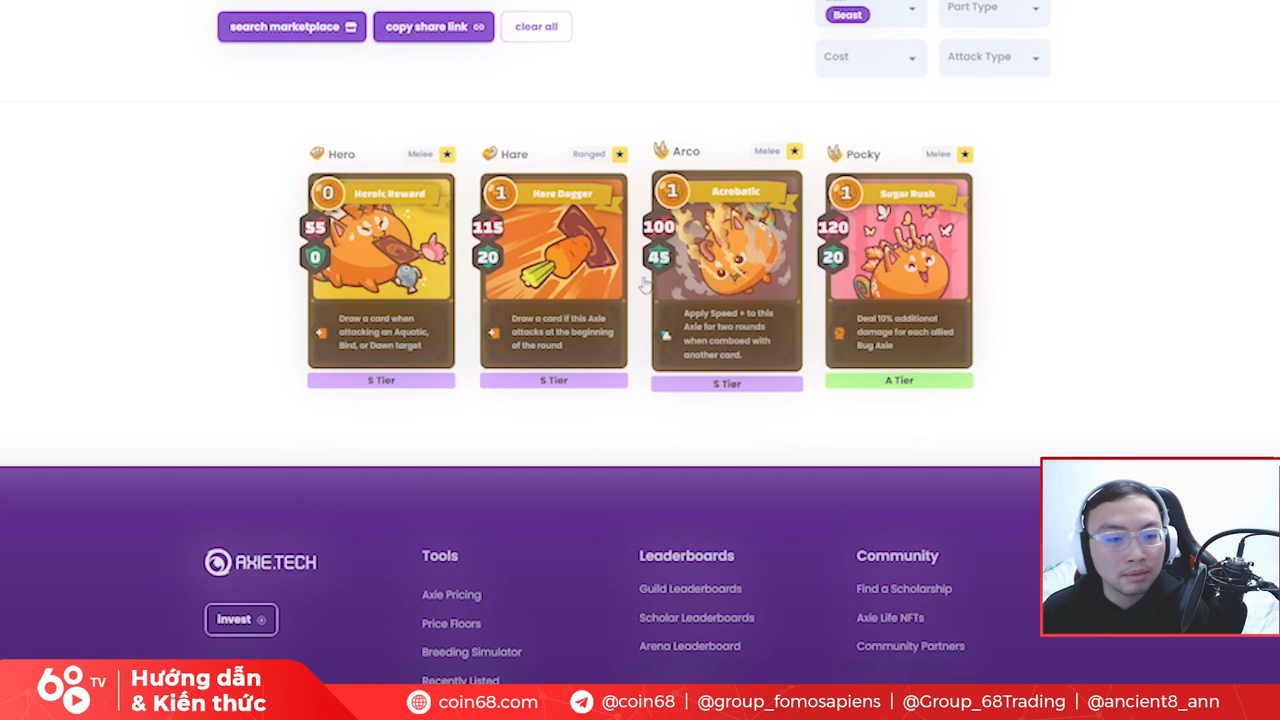 search marketplace
copy share link
clear all
Beast
Part Type
Cost
Attack Type
Hero
Melee
0
Heroic Reward
55
0
Draw a card when
attacking an Aquatic,
Bird, or Dawn target
S Tier
Hare
Ranged
1
Hare Dagger
115
20
Draw a card if this Axie
attacks at the beginning
of the round
S Tier
Arco
Melee
1
Acrobatic
100
45
Apply Speed + to this
Axie for two rounds
when comboed with
another card.
S Tier
Pocky
Melee
1
Sugar Rush
120
20
Deal 10% additional
damage for each allied
Bug Axie
A Tier
AXIE.TECH
Invest
Tools
Axie Pricing
Price Floors
Breeding Simulator
Recently Listed
Leaderboards
Guild Leaderboards
Scholar Leaderboards
Arena Leaderboard
Community
Find a Scholarship
Axie Life NFTs
Community Partners
68 TV
Hướng dẫn
& Kiến thức
coin68.com
@coin68 | @group_fomosapiens | @Group_68Trading | @ancient8_ann